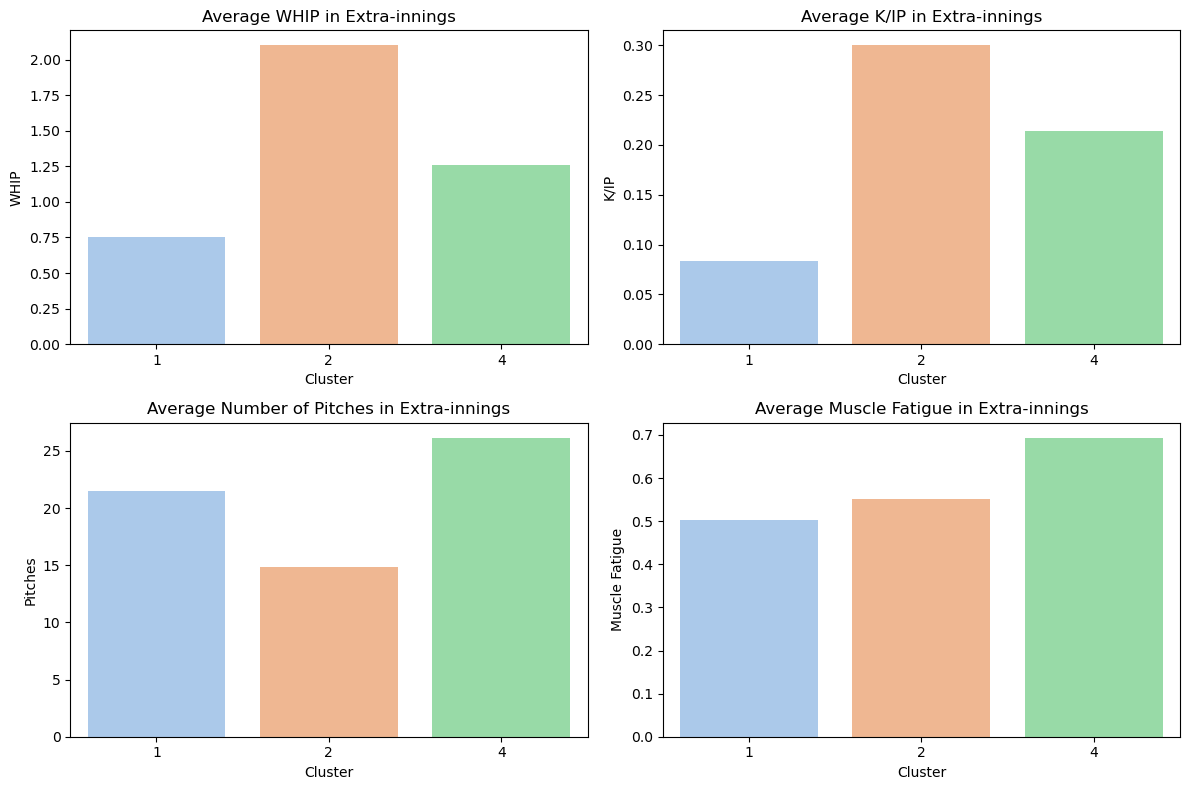 Average WHIP in Extra-innings
2.00
1.75
1.50
1.25
1.00
0.75
0.50
0.25
0.00
WHIP
1 2 4
Cluster
Average K/IP in Extra-innings
0.30
0.25
0.20
0.15
0.10
0.05
0.00
K/IP
1 2 4
Cluster
Average Number of Pitches in Extra-innings
25
20
15
10
5
0
Pitches
1 2 4
Cluster
Average Muscle Fatigue in Extra-innings
0.7
0.6
0.5
0.4
0.3
0.2
0.1
0.0
Muscle Fatigue
1 2 4
Cluster